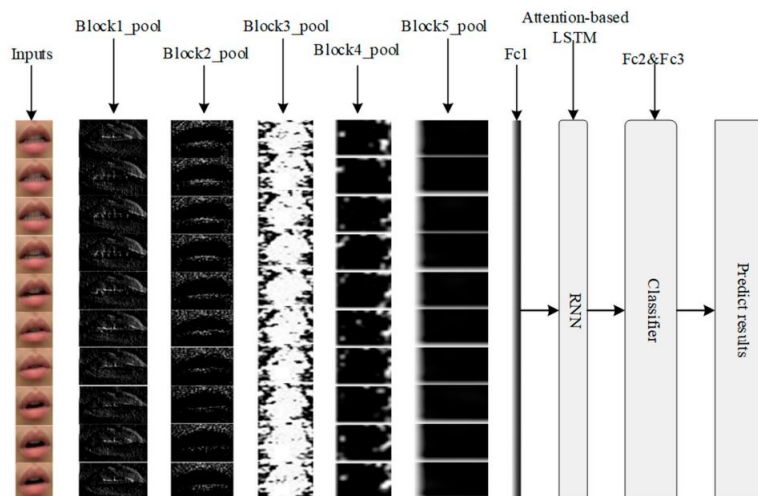 Inputs
Block1_pool
Block2_pool
Block3_pool
Block4_pool
Block5_pool
Fc1
Attention-based
LSTM
Fc2&Fc3
RNN
Classifier
Predict results